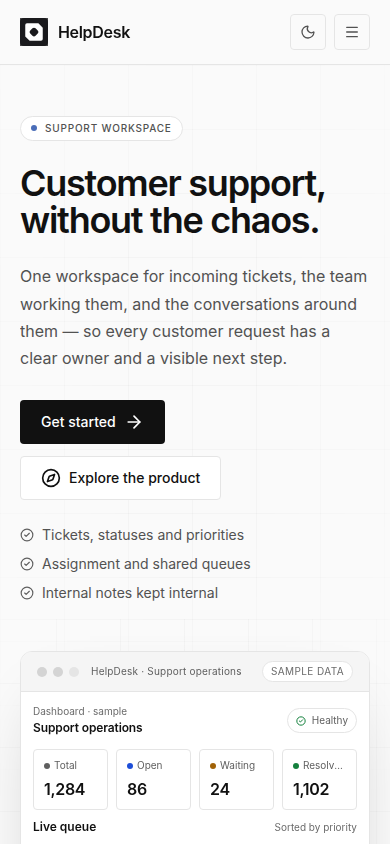 HelpDesk
SUPPORT WORKSPACE
Customer support,
without the chaos.
One workspace for incoming tickets, the team
working them, and the conversations around
them — so every customer request has a
clear owner and a visible next step.
Get started
Explore the product
Tickets, statuses and priorities
Assignment and shared queues
Internal notes kept internal
HelpDesk · Support operations
SAMPLE DATA
Dashboard · sample
Support operations
Healthy
Total
Open
Waiting
Resolv...
1,284
86
24
1,102
Live queue
Sorted by priority